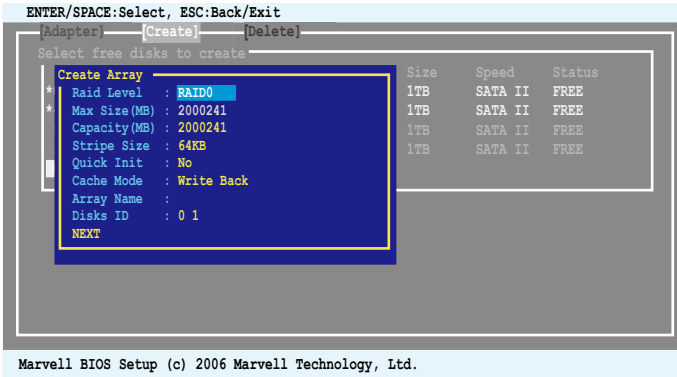 ENTER/SPACE:Select, ESC:Back/Exit
[Adapter] [Create] [Delete]
Select free disks to create
Size Speed Status
* 1TB SATA II FREE
* 1TB SATA II FREE
1TB SATA II FREE
1TB SATA II FREE
Create Array
Raid Level : RAID0
Max Size(MB) : 2000241
Capacity(MB) : 2000241
Stripe Size : 64KB
Quick Init : No
Cache Mode : Write Back
Array Name :
Disks ID : 0 1
NEXT
Marvell BIOS Setup (c) 2006 Marvell Technology, Ltd.